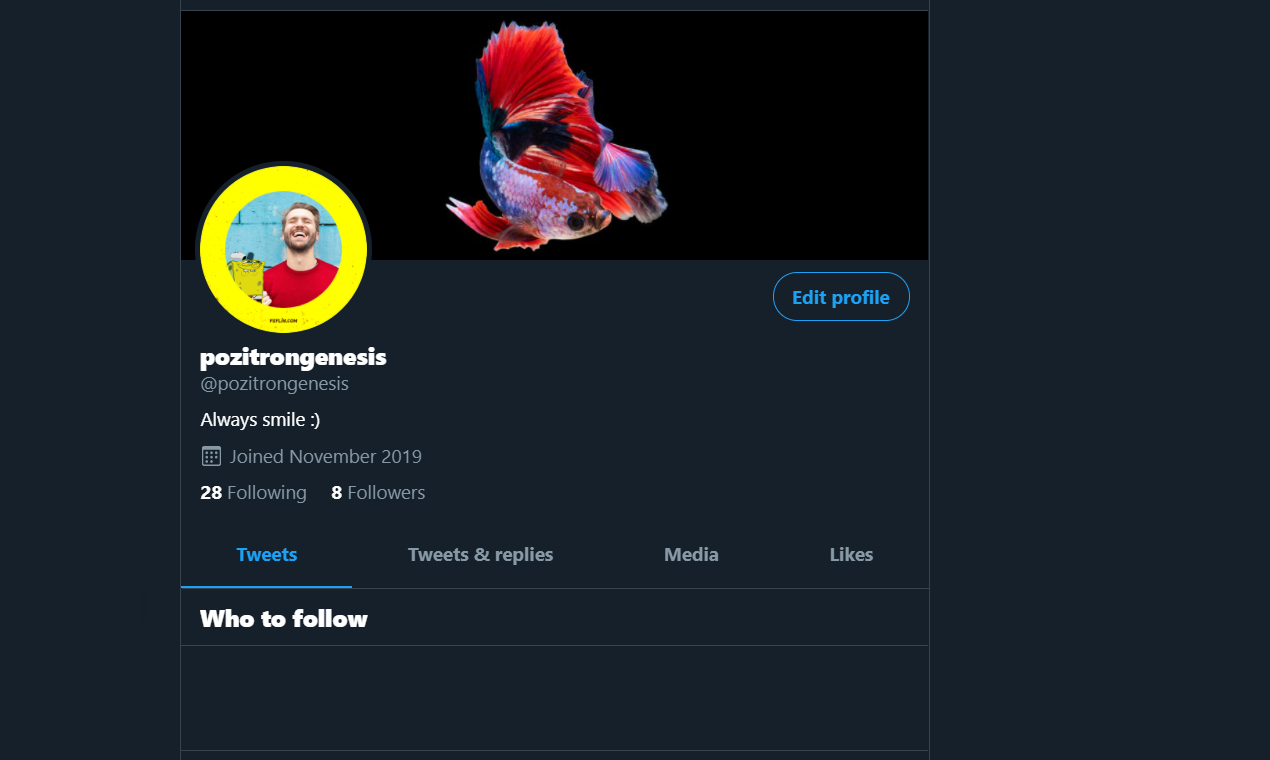 Edit profile
pozitrongenesis
@pozitrongenesis
Always smile :)
Joined November 2019
28 Following 8 Followers
Tweets Tweets & replies Media Likes
Who to follow